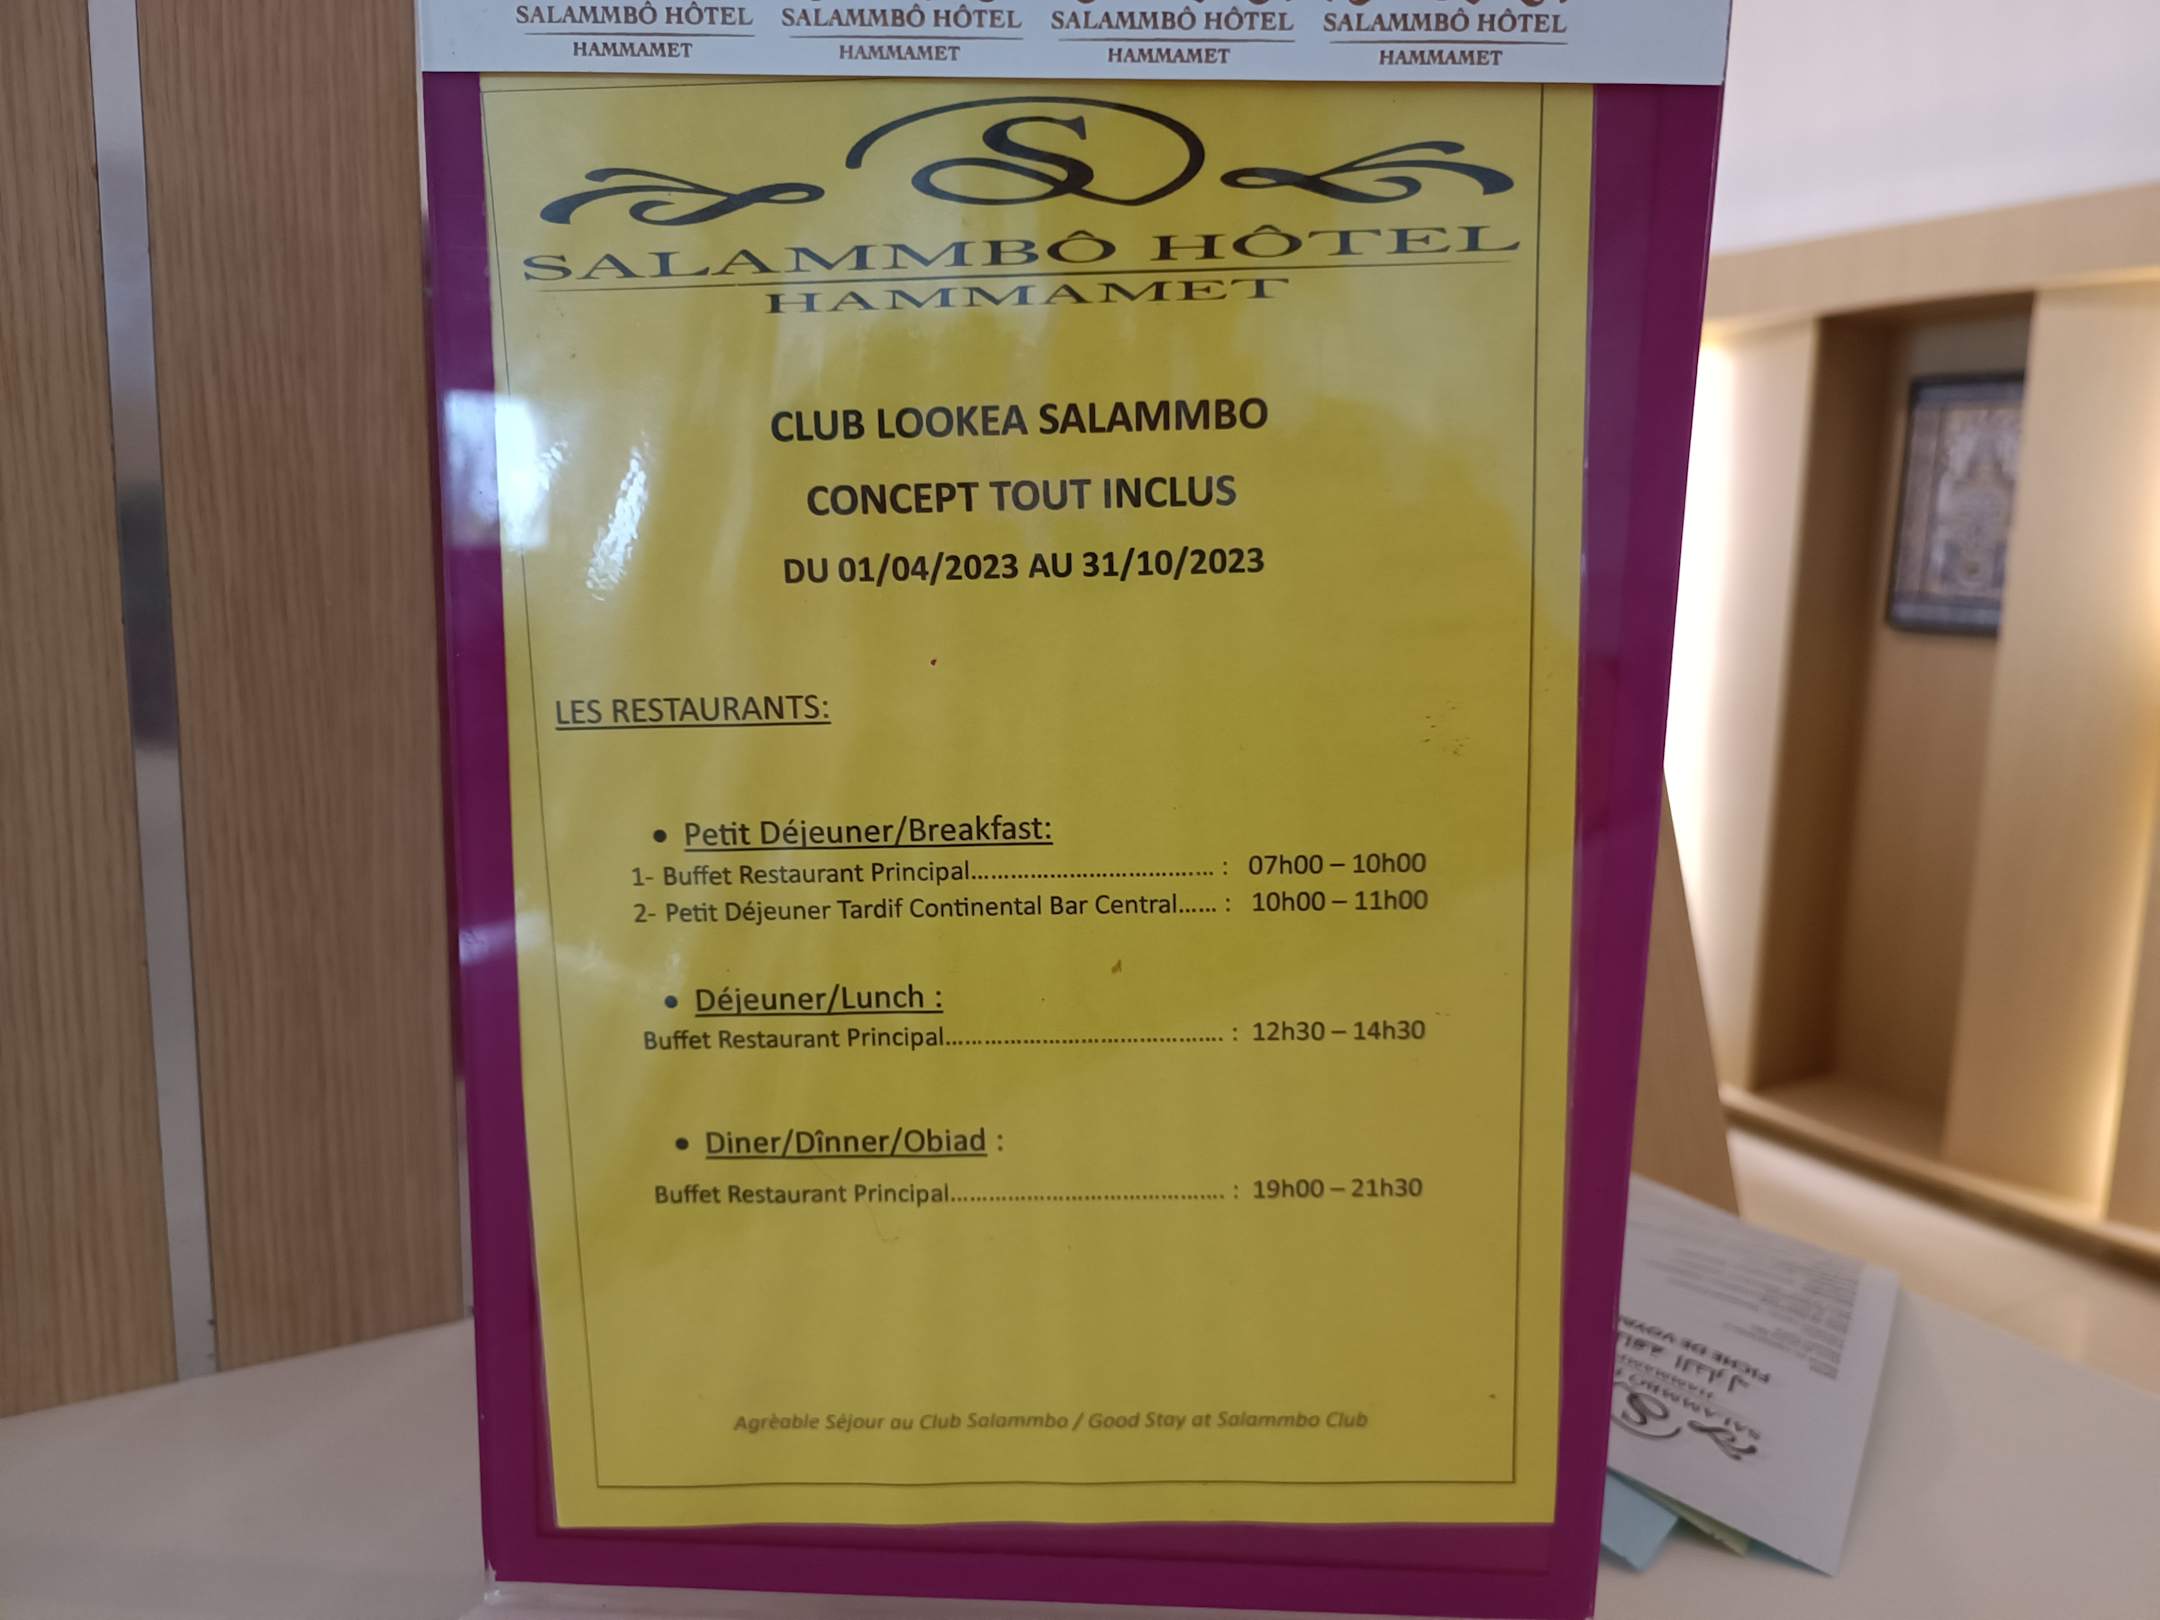 SALAMMBÔ HÔTEL SALAMMBÔ HÔTEL SALAMMBÔ HÔTEL SALAMMBÔ HÔTEL
HAMMAMET HAMMAMET HAMMAMET HAMMAMET
S
SALAMMBÔ HÔTEL
HAMMAMET
CLUB LOOKEA SALAMMBO
CONCEPT TOUT INCLUS
DU 01/04/2023 AU 31/10/2023
LES RESTAURANTS:
• Petit Déjeuner/Breakfast:
1- Buffet Restaurant Principal...................................... : 07h00 – 10h00
2- Petit Déjeuner Tardif Continental Bar Central...... : 10h00 – 11h00
• Déjeuner/Lunch :
Buffet Restaurant Principal........................................... : 12h30 – 14h30
• Diner/Dînner/Obiad :
Buffet Restaurant Principal.......................................... : 19h00 – 21h30
Agrèable Séjour au Club Salammbo / Good Stay at Salammbo Club
FICHE DE
S